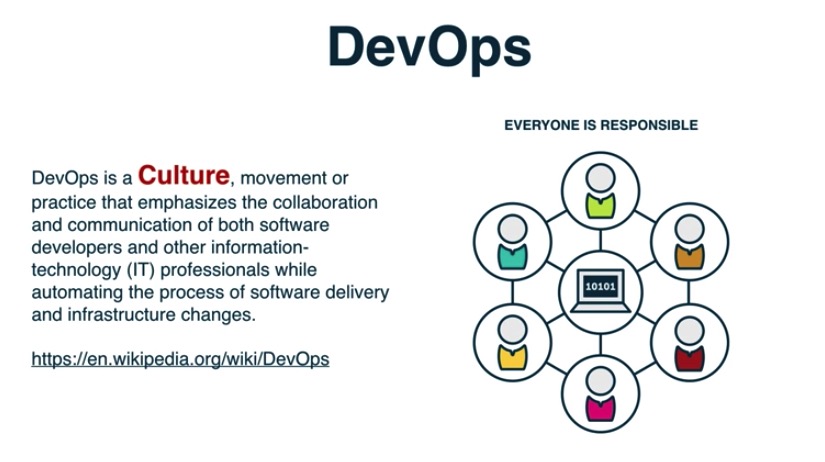 DevOps
EVERYONE IS RESPONSIBLE
DevOps is a Culture, movement or
practice that emphasizes the collaboration
and communication of both software
developers and other information-
technology (IT) professionals while
automating the process of software delivery
and infrastructure changes.
https://en.wikipedia.org/wiki/DevOps
10101